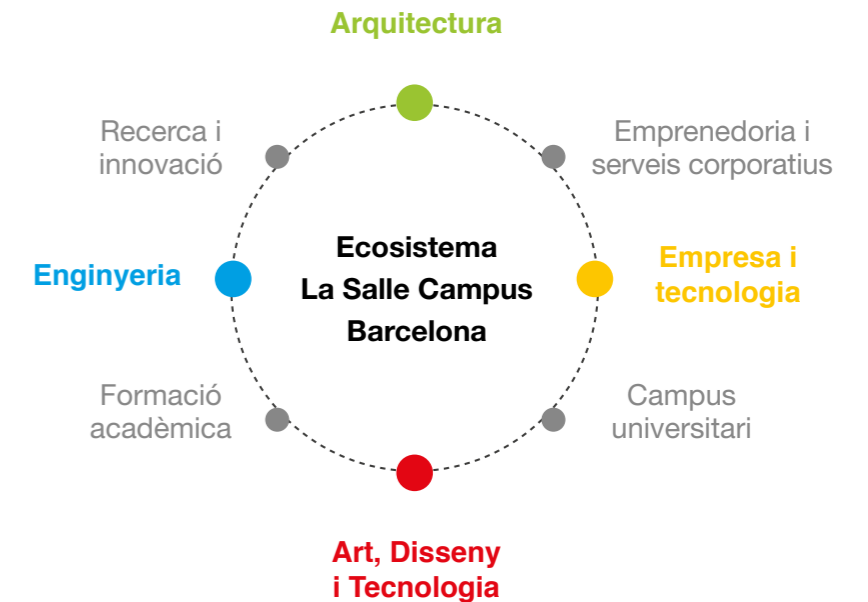 Arquitectura
Recerca i
innovació
Emprenedoria i
serveis corporatius
Enginyeria
Ecosistema
La Salle Campus
Barcelona
Empresa i
tecnologia
Formació
acadèmica
Campus
universitari
Art, Disseny
i Tecnologia